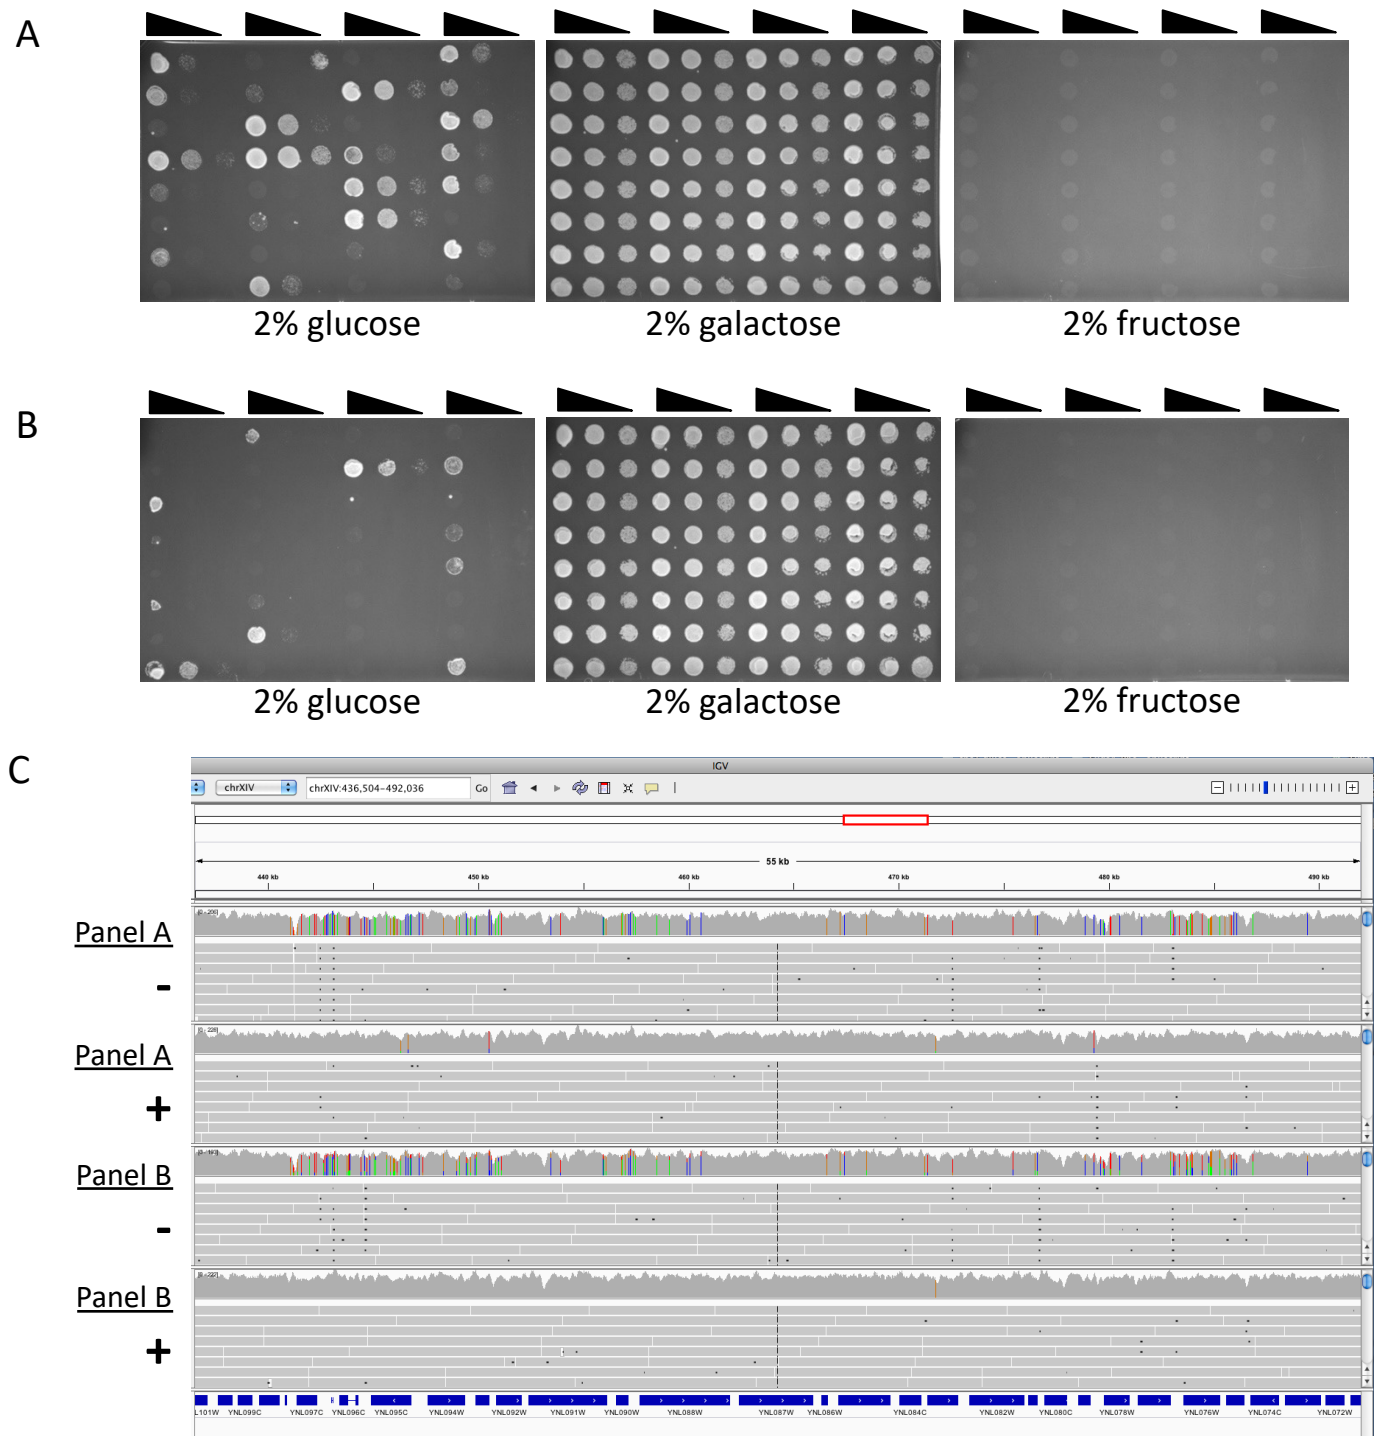 A
2% glucose
2% galactose
2% fructose
B
2% glucose
2% galactose
2% fructose
C
IGV
chrXIV
chrXIV:436,504-492,036
Go
55 kb
440 kb
450 kb
460 kb
470 kb
480 kb
490 kb
Panel A
-
Panel A
+
Panel B
-
Panel B
+
L101W YNL099C YNL097C YNL096C YNL095C YNL094W YNL092W YNL091W YNL090W YNL088W YNL087W YNL086W YNL084C YNL082W YNL080C YNL078W YNL076W YNL074C YNL072W